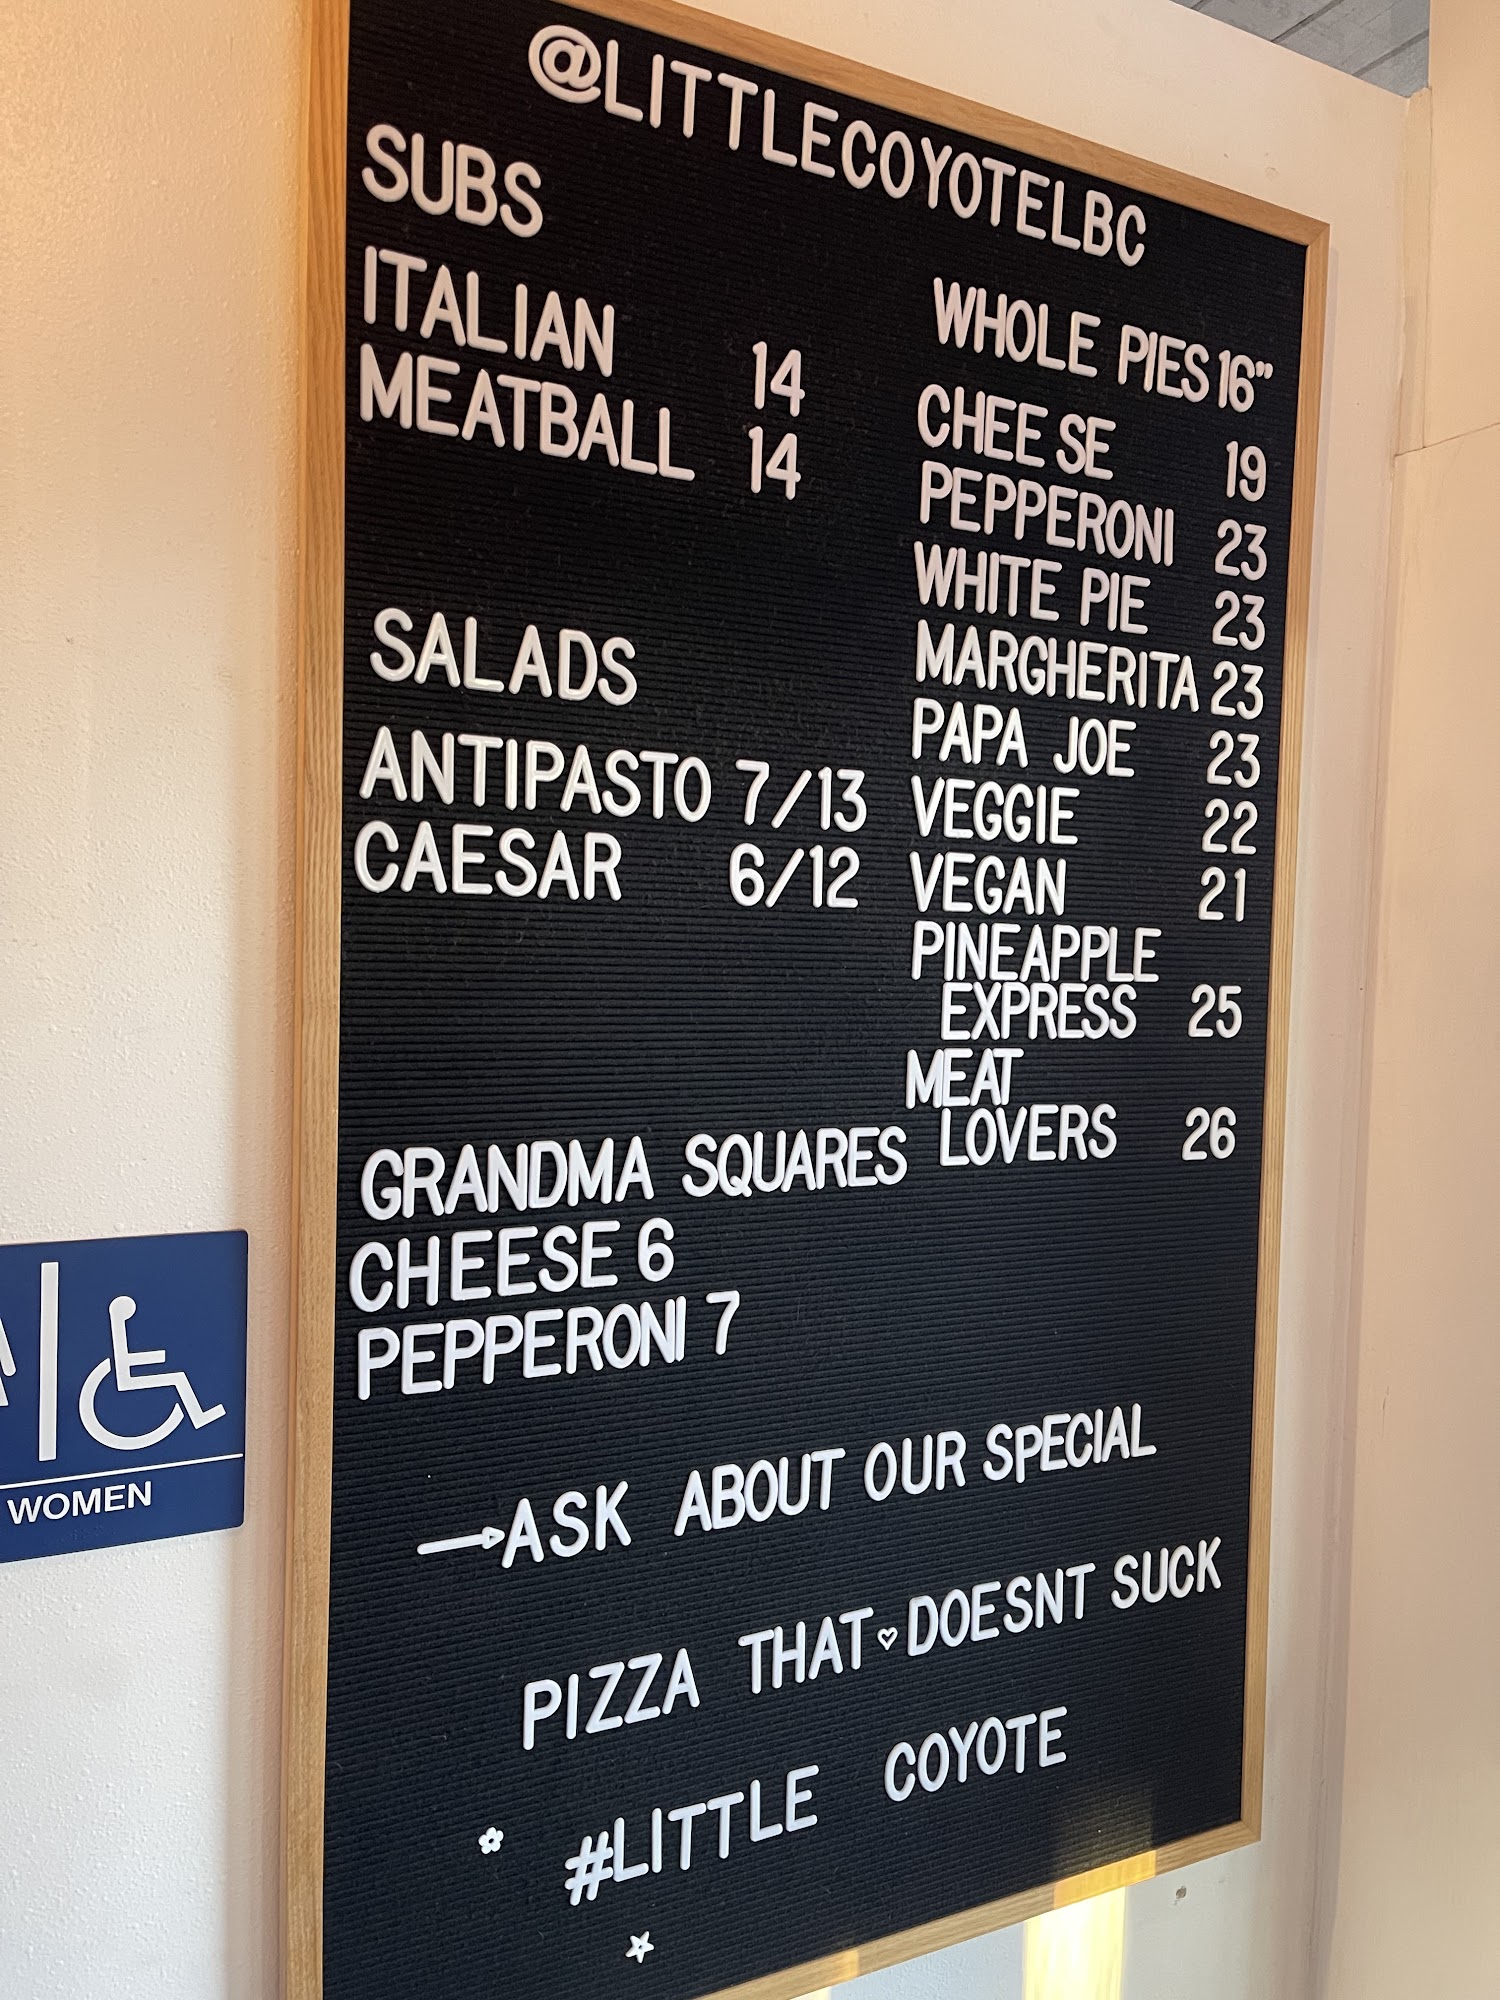 @LITTLECOYOTELBC
SUBS
ITALIAN 14
MEATBALL 14
SALADS
ANTIPASTO 7/13
CAESAR 6/12
GRANDMA SQUARES
CHEESE 6
PEPPERONI 7
WHOLE PIES 16"
CHEESE 19
PEPPERONI 23
WHITE PIE 23
MARGHERITA 23
PAPA JOE 23
VEGGIE 22
VEGAN 21
PINEAPPLE
EXPRESS 25
MEAT
LOVERS 26
→ASK ABOUT OUR SPECIAL
PIZZA THAT♡DOESNT SUCK
#LITTLE COYOTE
WOMEN